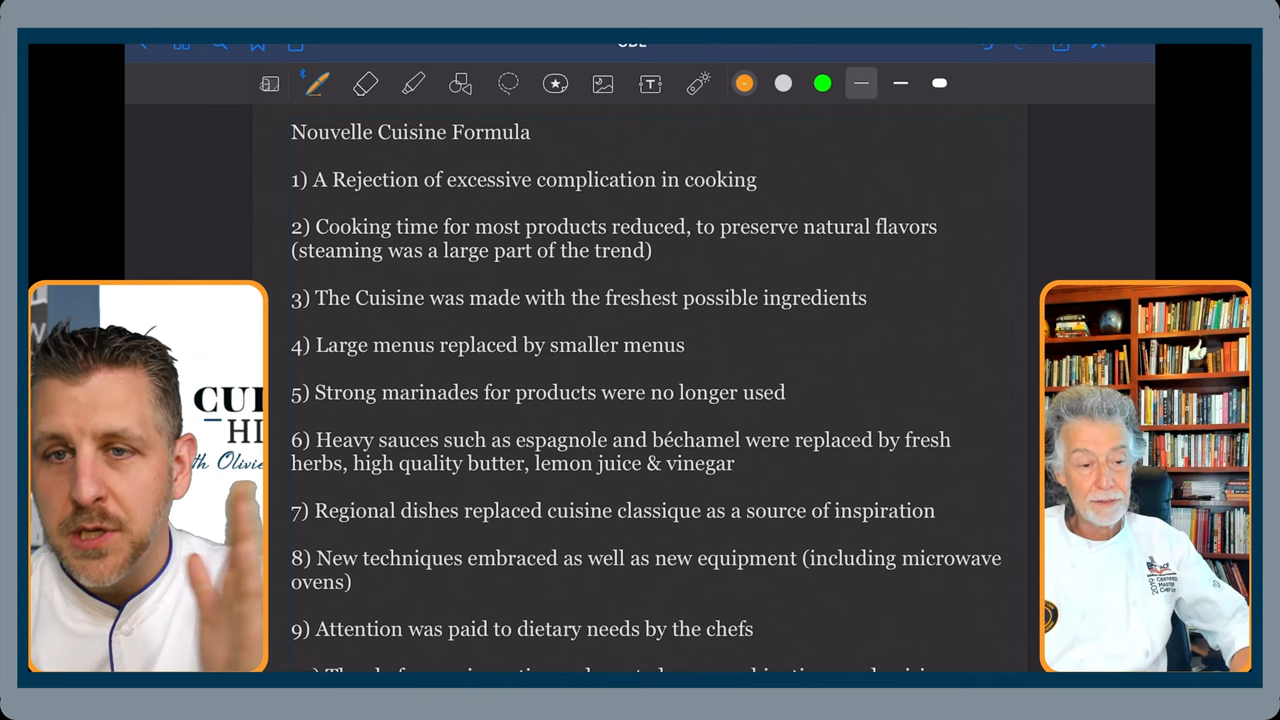 Nouvelle Cuisine Formula
1) A Rejection of excessive complication in cooking
2) Cooking time for most products reduced, to preserve natural flavors
(steaming was a large part of the trend)
3) The Cuisine was made with the freshest possible ingredients
4) Large menus replaced by smaller menus
5) Strong marinades for products were no longer used
6) Heavy sauces such as espagnole and béchamel were replaced by fresh
herbs, high quality butter, lemon juice & vinegar
7) Regional dishes replaced cuisine classique as a source of inspiration
8) New techniques embraced as well as new equipment (including microwave
ovens)
9) Attention was paid to dietary needs by the chefs
CUI
HI
th Olivie
CERTIFIED
MASTER
CHEF